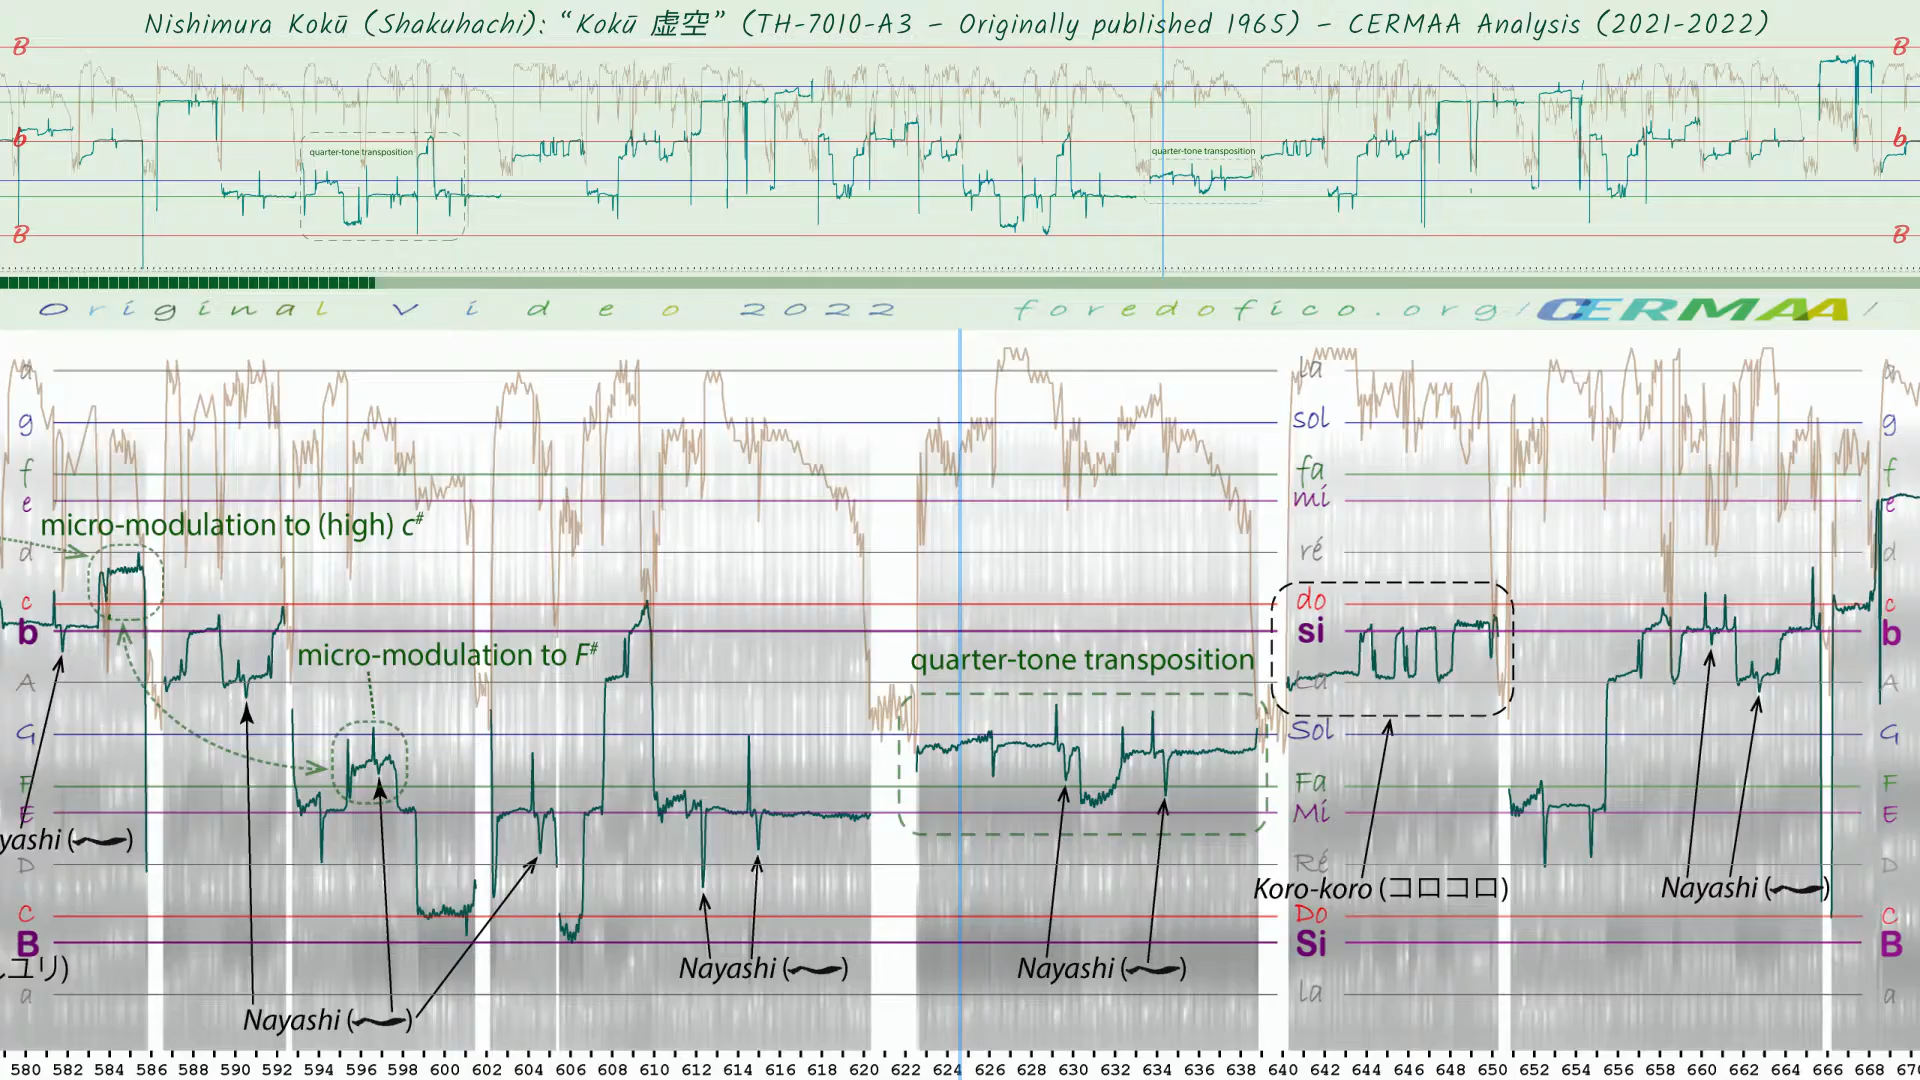 Nishimura Kokū (Shakuhachi): “Kokū 虚空” (TH-7010-A3 – Originally published 1965) – CERMAA Analysis (2021-2022)
B B
b b
B B
quarter-tone transposition quarter-tone transposition
Original video 2022 foredofico.org/CERMAA/
a la a
g sol g
f fa f
e mi e
micro-modulation to (high) c#
d ré d
c do c
b si b
micro-modulation to F#
quarter-tone transposition
A La A
G Sol G
F Fa F
E Mi E
yashi ( )
D Ré D
Koro-koro (コロコロ) Nayashi ( )
C Do C
B Si B
ユリ) Nayashi ( ) Nayashi ( )
a la a
Nayashi ( )
580 582 584 586 588 590 592 594 596 598 600 602 604 606 608 610 612 614 616 618 620 622 624 626 628 630 632 634 636 638 640 642 644 646 648 650 652 654 656 658 660 662 664 666 668 670